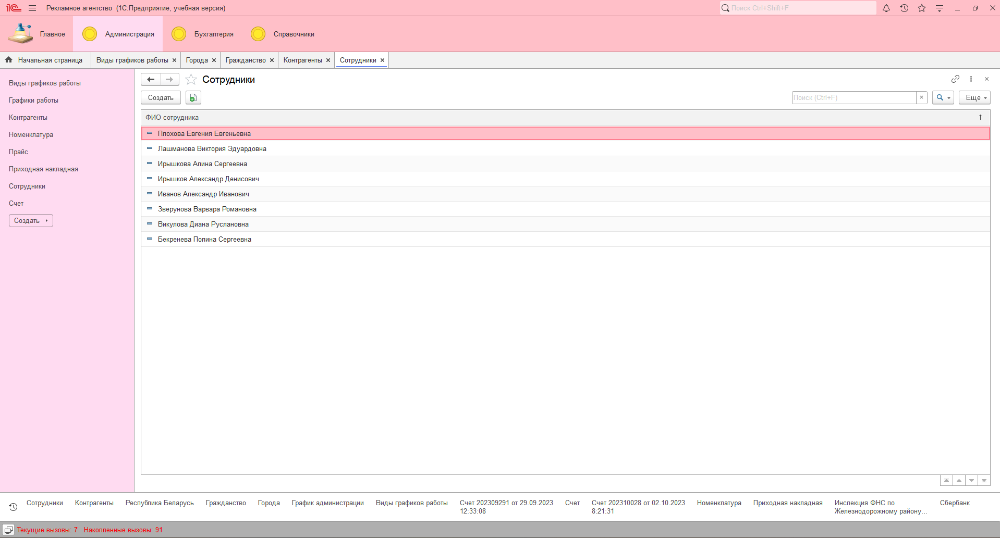 Рекламное агентство (1С:Предприятие, учебная версия)
Поиск Ctrl+Shift+F
Главное
Администрация
Бухгалтерия
Справочники
Начальная страница
Виды графиков работы
Города
Гражданство
Контрагенты
Сотрудники
Виды графиков работы
Графики работы
Контрагенты
Номенклатура
Прайс
Приходная накладная
Сотрудники
Счет
Создать
Сотрудники
Создать
Поиск (Ctrl+F)
Еще
ФИО сотрудника
Плохова Евгения Евгеньевна
Лашманова Виктория Эдуардовна
Ирышкова Алина Сергеевна
Ирышков Александр Денисович
Иванов Александр Иванович
Зверунова Варвара Романовна
Викулова Диана Руслановна
Бекренева Полина Сергеевна
Сотрудники
Контрагенты
Республика Беларусь
Гражданство
Города
График администрации
Виды графиков работы
Счет 202309291 от 29.09.2023
12:33:08
Счет
Счет 202310028 от 02.10.2023
8:21:31
Номенклатура
Приходная накладная
Инспекция ФНС по
Железнодорожному району...
Сбербанк
Текущие вызовы: 7 Накопленные вызовы: 91